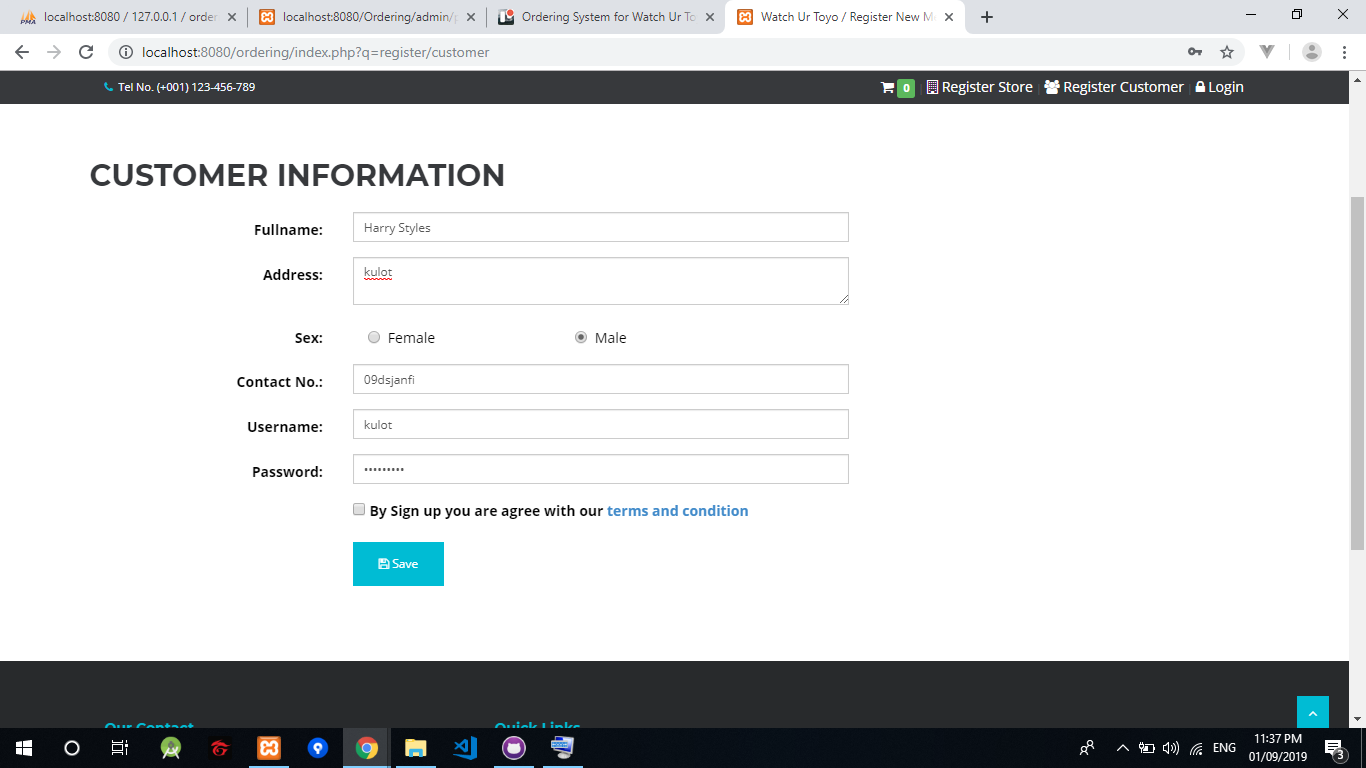 localhost:8080 / 127.0.0.1 / order
localhost:8080/Ordering/admin/p
Ordering System for Watch Ur To
Watch Ur Toyo / Register New M
localhost:8080/ordering/index.php?q=register/customer
Tel No. (+001) 123-456-789
0 | Register Store | Register Customer | Login
CUSTOMER INFORMATION
Fullname: Harry Styles
Address: kulot
Sex: Female Male
Contact No.: 09dsjanfi
Username: kulot
Password: •••••••••
By Sign up you are agree with our terms and condition
Save
Our Contact Quick Links
ENG
11:37 PM
01/09/2019
3